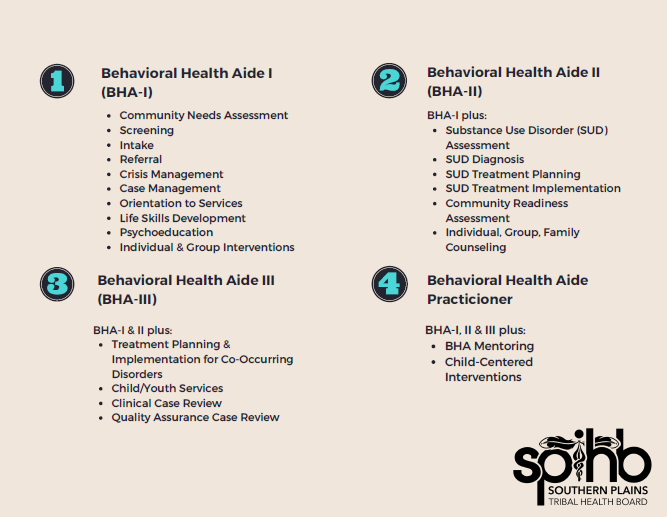 1
Behavioral Health Aide I
(BHA-I)
• Community Needs Assessment
• Screening
• Intake
• Referral
• Crisis Management
• Case Management
• Orientation to Services
• Life Skills Development
• Psychoeducation
• Individual & Group Interventions
2
Behavioral Health Aide II
(BHA-II)
BHA-I plus:
• Substance Use Disorder (SUD)
Assessment
• SUD Diagnosis
• SUD Treatment Planning
• SUD Treatment Implementation
• Community Readiness
Assessment
• Individual, Group, Family
Counseling
3
Behavioral Health Aide III
(BHA-III)
BHA-I & II plus:
• Treatment Planning &
Implementation for Co-Occurring
Disorders
• Child/Youth Services
• Clinical Case Review
• Quality Assurance Case Review
4
Behavioral Health Aide
Practicioner
BHA-I, II & III plus:
• BHA Mentoring
• Child-Centered
Interventions
spihb
SOUTHERN PLAINS
TRIBAL HEALTH BOARD